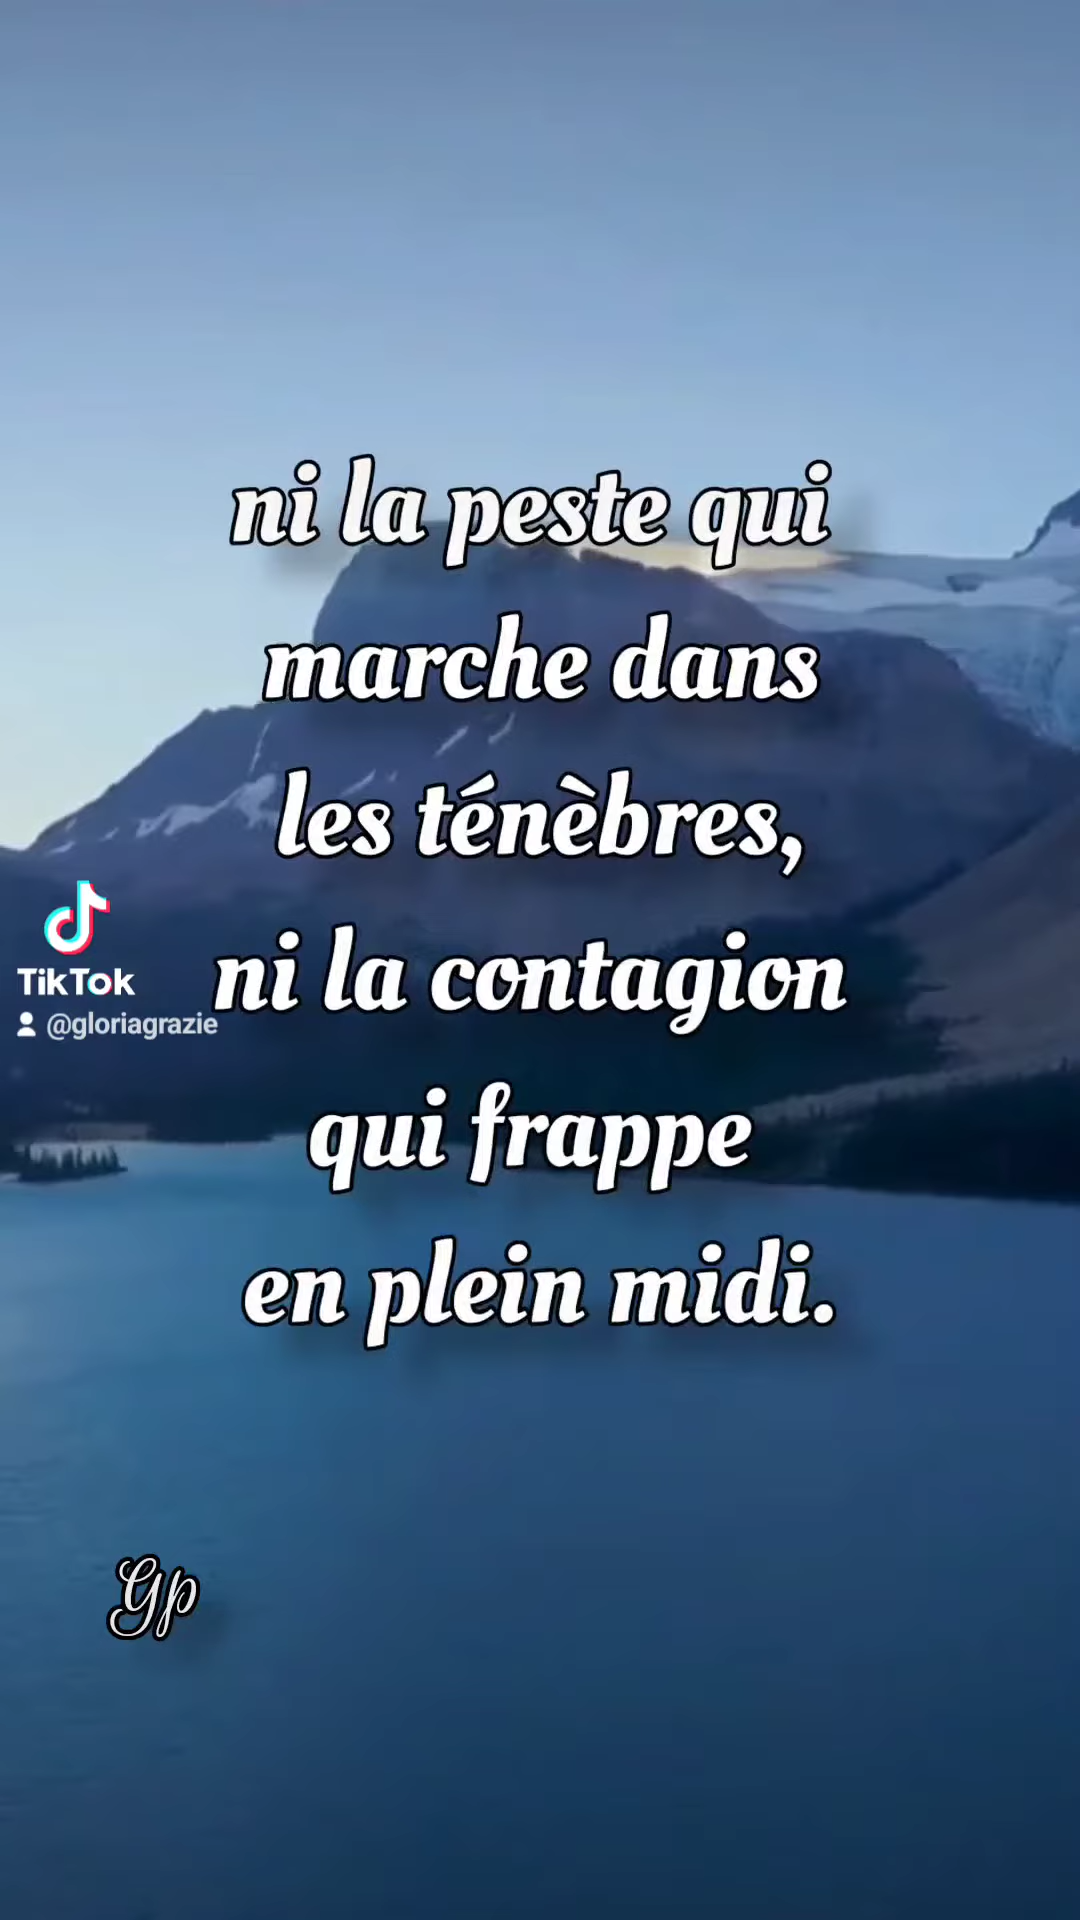 ni la peste qui
marche dans
les ténèbres,
TikTok
ni la contagion
@gloriagrazie
qui frappe
en plein midi.
Gp